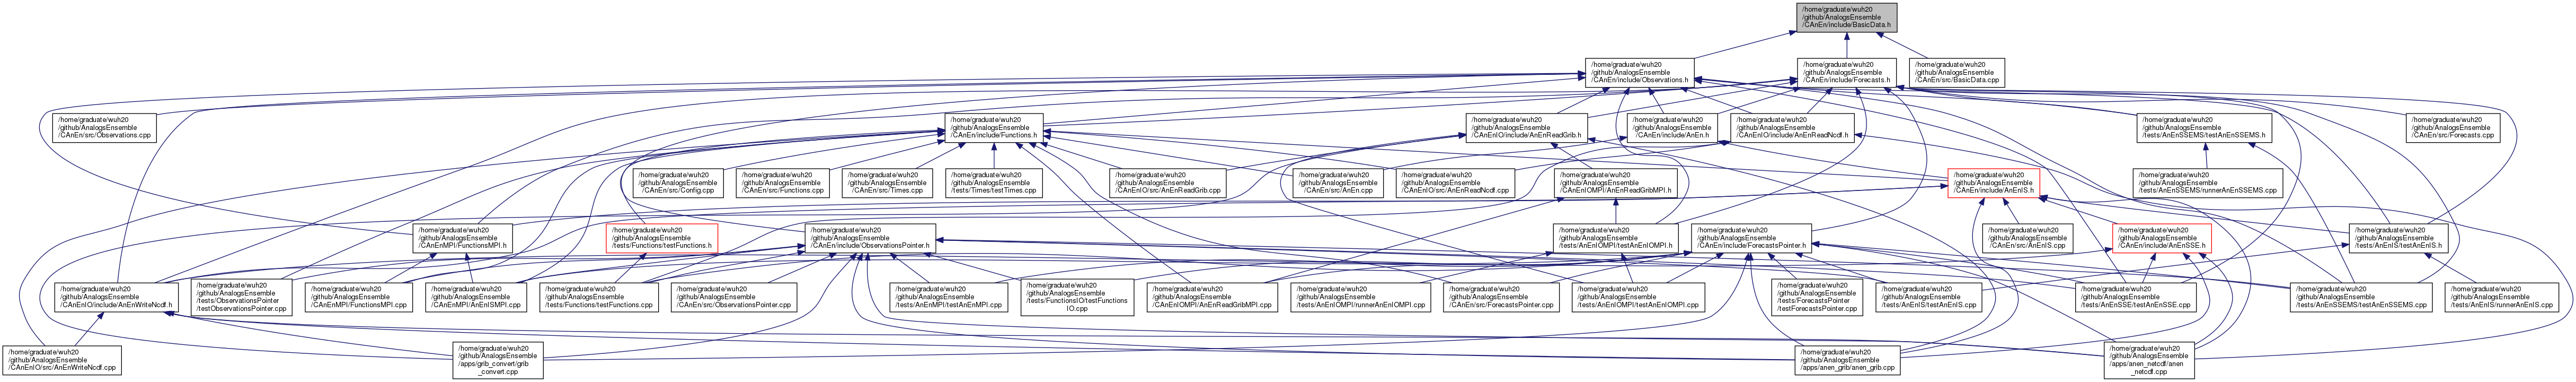 /home/graduate/wuh20
/github/AnalogsEnsemble
/CAnEn/include/BasicData.h
/home/graduate/wuh20
/github/AnalogsEnsemble
/CAnEn/include/Observations.h
/home/graduate/wuh20
/github/AnalogsEnsemble
/CAnEn/include/Forecasts.h
/home/graduate/wuh20
/github/AnalogsEnsemble
/CAnEn/src/BasicData.cpp
/home/graduate/wuh20
/github/AnalogsEnsemble
/CAnEn/src/Observations.cpp
/home/graduate/wuh20
/github/AnalogsEnsemble
/CAnEn/include/Functions.h
/home/graduate/wuh20
/github/AnalogsEnsemble
/CAnEnIO/include/AnEnReadGrib.h
/home/graduate/wuh20
/github/AnalogsEnsemble
/CAnEn/include/AnEn.h
/home/graduate/wuh20
/github/AnalogsEnsemble
/CAnEnIO/include/AnEnReadNcdf.h
/home/graduate/wuh20
/github/AnalogsEnsemble
/tests/AnEnSSEMS/testAnEnSSEMS.h
/home/graduate/wuh20
/github/AnalogsEnsemble
/CAnEn/src/Forecasts.cpp
/home/graduate/wuh20
/github/AnalogsEnsemble
/CAnEn/src/Config.cpp
/home/graduate/wuh20
/github/AnalogsEnsemble
/CAnEn/src/Functions.cpp
/home/graduate/wuh20
/github/AnalogsEnsemble
/CAnEn/src/Times.cpp
/home/graduate/wuh20
/github/AnalogsEnsemble
/tests/Times/testTimes.cpp
/home/graduate/wuh20
/github/AnalogsEnsemble
/CAnEnIO/src/AnEnReadGrib.cpp
/home/graduate/wuh20
/github/AnalogsEnsemble
/CAnEn/src/AnEn.cpp
/home/graduate/wuh20
/github/AnalogsEnsemble
/CAnEnIO/src/AnEnReadNcdf.cpp
/home/graduate/wuh20
/github/AnalogsEnsemble
/CAnEnIOMPI/AnEnReadGribMPI.h
/home/graduate/wuh20
/github/AnalogsEnsemble
/CAnEn/include/AnEnIS.h
/home/graduate/wuh20
/github/AnalogsEnsemble
/tests/AnEnSSEMS/runnerAnEnSSEMS.cpp
/home/graduate/wuh20
/github/AnalogsEnsemble
/CAnEnMPI/FunctionsMPI.h
/home/graduate/wuh20
/github/AnalogsEnsemble
/tests/Functions/testFunctions.h
/home/graduate/wuh20
/github/AnalogsEnsemble
/CAnEn/include/ObservationsPointer.h
/home/graduate/wuh20
/github/AnalogsEnsemble
/tests/AnEnIOMPI/testAnEnIOMPI.h
/home/graduate/wuh20
/github/AnalogsEnsemble
/CAnEn/include/ForecastsPointer.h
/home/graduate/wuh20
/github/AnalogsEnsemble
/CAnEn/src/AnEnIS.cpp
/home/graduate/wuh20
/github/AnalogsEnsemble
/CAnEn/include/AnEnSSE.h
/home/graduate/wuh20
/github/AnalogsEnsemble
/tests/AnEnIS/testAnEnIS.h
/home/graduate/wuh20
/github/AnalogsEnsemble
/CAnEnIO/include/AnEnWriteNcdf.h
/home/graduate/wuh20
/github/AnalogsEnsemble
/tests/ObservationsPointer
/testObservationsPointer.cpp
/home/graduate/wuh20
/github/AnalogsEnsemble
/CAnEnMPI/FunctionsMPI.cpp
/home/graduate/wuh20
/github/AnalogsEnsemble
/CAnEnMPI/AnEnISMPI.cpp
/home/graduate/wuh20
/github/AnalogsEnsemble
/tests/Functions/testFunctions.cpp
/home/graduate/wuh20
/github/AnalogsEnsemble
/CAnEn/src/ObservationsPointer.cpp
/home/graduate/wuh20
/github/AnalogsEnsemble
/tests/AnEnMPI/testAnEnMPI.cpp
/home/graduate/wuh20
/github/AnalogsEnsemble
/tests/FunctionsIO/testFunctions
IO.cpp
/home/graduate/wuh20
/github/AnalogsEnsemble
/CAnEnIOMPI/AnEnReadGribMPI.cpp
/home/graduate/wuh20
/github/AnalogsEnsemble
/tests/AnEnIOMPI/runnerAnEnIOMPI.cpp
/home/graduate/wuh20
/github/AnalogsEnsemble
/CAnEn/src/ForecastsPointer.cpp
/home/graduate/wuh20
/github/AnalogsEnsemble
/tests/AnEnIOMPI/testAnEnIOMPI.cpp
/home/graduate/wuh20
/github/AnalogsEnsemble
/tests/ForecastsPointer
/testForecastsPointer.cpp
/home/graduate/wuh20
/github/AnalogsEnsemble
/tests/AnEnIS/testAnEnIS.cpp
/home/graduate/wuh20
/github/AnalogsEnsemble
/tests/AnEnSSE/testAnEnSSE.cpp
/home/graduate/wuh20
/github/AnalogsEnsemble
/tests/AnEnSSEMS/testAnEnSSEMS.cpp
/home/graduate/wuh20
/github/AnalogsEnsemble
/tests/AnEnIS/runnerAnEnIS.cpp
/home/graduate/wuh20
/github/AnalogsEnsemble
/CAnEnIO/src/AnEnWriteNcdf.cpp
/home/graduate/wuh20
/github/AnalogsEnsemble
/apps/grib_convert/grib
_convert.cpp
/home/graduate/wuh20
/github/AnalogsEnsemble
/apps/anen_grib/anen_grib.cpp
/home/graduate/wuh20
/github/AnalogsEnsemble
/apps/anen_netcdf/anen
_netcdf.cpp